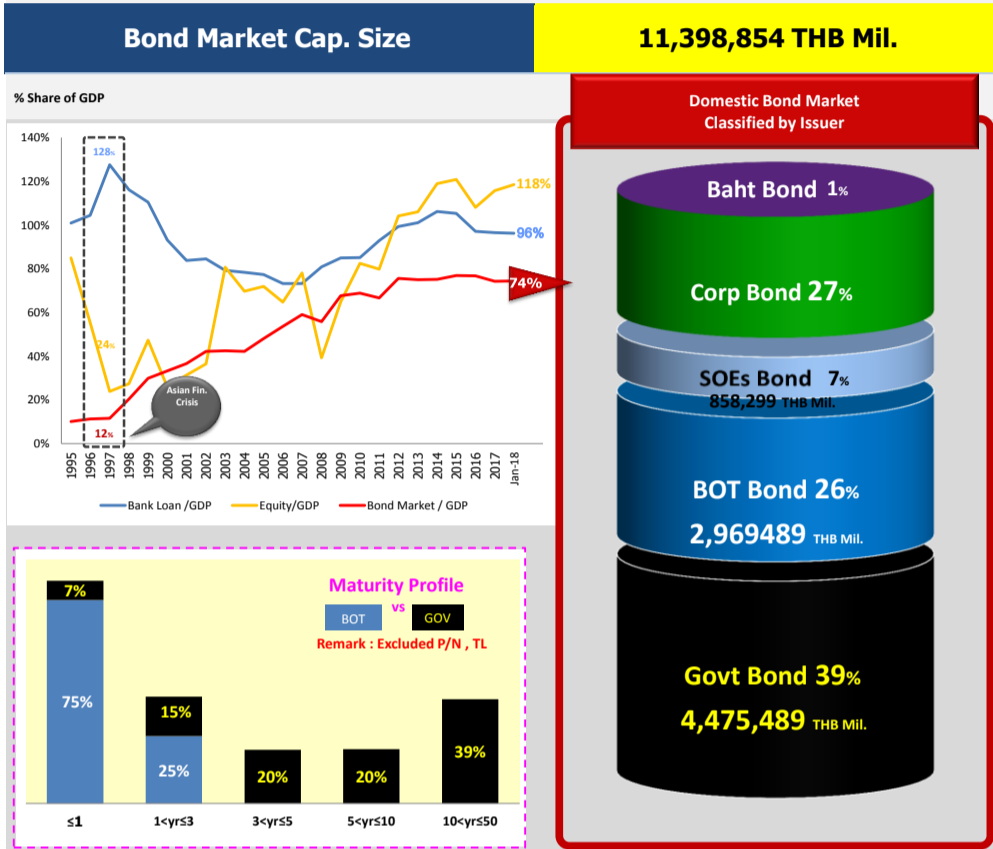 Bond Market Cap. Size
11,398,854 THB Mil.
% Share of GDP
Domestic Bond Market
Classified by Issuer
140%
120%
100%
80%
60%
40%
20%
0%
128%
24%
12%
118%
96%
74%
Asian Fin.
Crisis
1995
1996
1997
1998
1999
2000
2001
2002
2003
2004
2005
2006
2007
2008
2009
2010
2011
2012
2013
2014
2015
2016
2017
Jan-18
Bank Loan /GDP
Equity/GDP
Bond Market / GDP
Baht Bond 1%
Corp Bond 27%
SOEs Bond 7%
858,299 THB Mil.
BOT Bond 26%
2,969489 THB Mil.
Govt Bond 39%
4,475,489 THB Mil.
Maturity Profile
BOT vs GOV
Remark : Excluded P/N , TL
7%
75%
15%
25%
20%
20%
39%
≤1
1<yr≤3
3<yr≤5
5<yr≤10
10<yr≤50